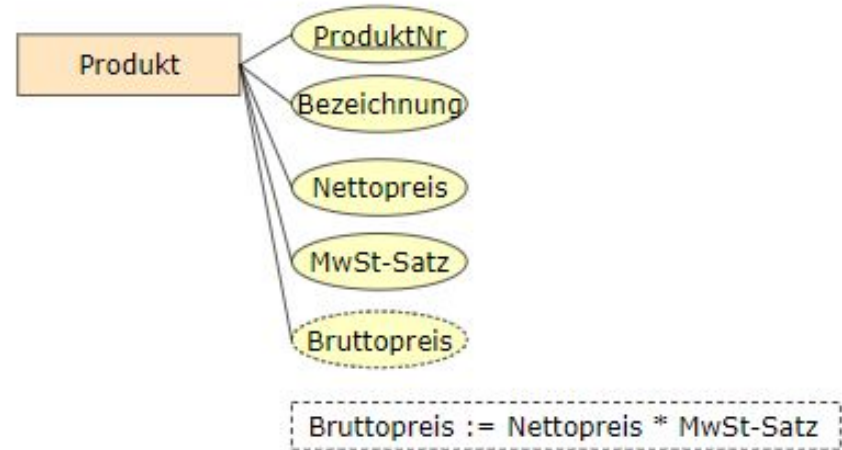 Produkt
ProduktNr
Bezeichnung
Nettopreis
MwSt-Satz
Bruttopreis
Bruttopreis := Nettopreis * MwSt-Satz